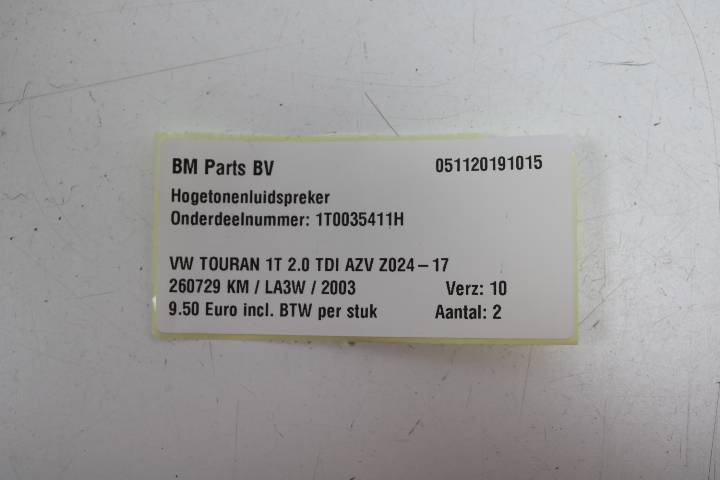 BM Parts BV 051120191015
Hogetonenluidspreker
Onderdeelnummer: 1T0035411H
VW TOURAN 1T 2.0 TDI AZV Z024 - 17
260729 KM / LA3W / 2003 Verz: 10
9.50 Euro incl. BTW per stuk Aantal: 2